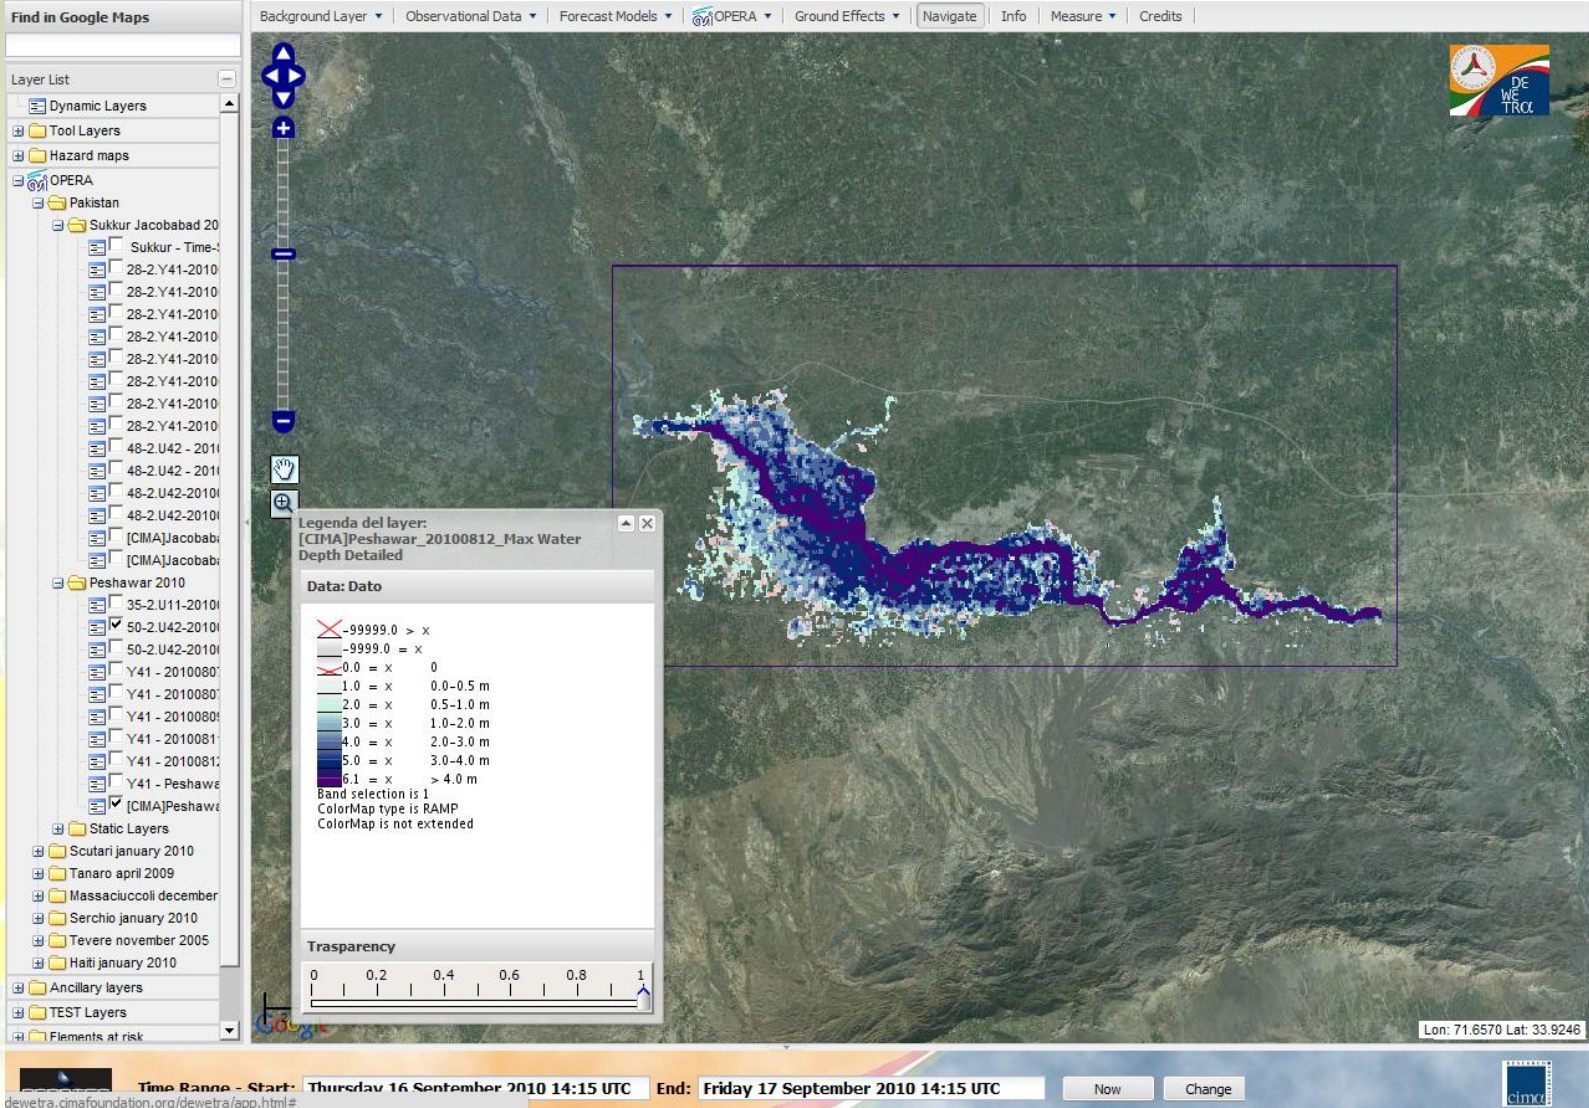 Find in Google Maps
Background Layer Observational Data Forecast Models OPERA Ground Effects Navigate Info Measure Credits
Layer List
Dynamic Layers
Tool Layers
Hazard maps
OPERA
Pakistan
Sukkur Jacobabad 20
Sukkur - Time-
28-2.Y41-2010
28-2.Y41-2010
28-2.Y41-2010
28-2.Y41-2010
28-2.Y41-2010
28-2.Y41-2010
28-2.Y41-2010
28-2.Y41-2010
48-2.U42 - 201
48-2.U42 - 201
48-2.U42-2010
48-2.U42-2010
[CIMA]Jacobab
[CIMA]Jacobab
Peshawar 2010
35-2.U11-2010
50-2.U42-2010
50-2.U42-2010
Y41 - 2010080
Y41 - 2010080
Y41 - 2010080
Y41 - 2010081
Y41 - 2010081
Y41 - Peshawa
[CIMA]Peshawa
Static Layers
Scutari january 2010
Tanaro april 2009
Massaciuccoli december
Serchio january 2010
Tevere november 2005
Haiti january 2010
Ancillary layers
TEST Layers
Elements at risk
DE
WE
TRα
Legenda del layer:
[CIMA]Peshawar_20100812_Max Water
Depth Detailed
Data: Dato
-99999.0 > x
-9999.0 = x
0.0 = x 0
1.0 = x 0.0-0.5 m
2.0 = x 0.5-1.0 m
3.0 = x 1.0-2.0 m
4.0 = x 2.0-3.0 m
5.0 = x 3.0-4.0 m
6.1 = x > 4.0 m
Band selection is 1
ColorMap type is RAMP
ColorMap is not extended
Trasparency
0 0.2 0.4 0.6 0.8 1
Google
Lon: 71.6570 Lat: 33.9246
Time Range - Start: Thursday 16 September 2010 14:15 UTC End: Friday 17 September 2010 14:15 UTC Now Change
dewetra.cimafoundation.org/dewetra/app.html#
cima